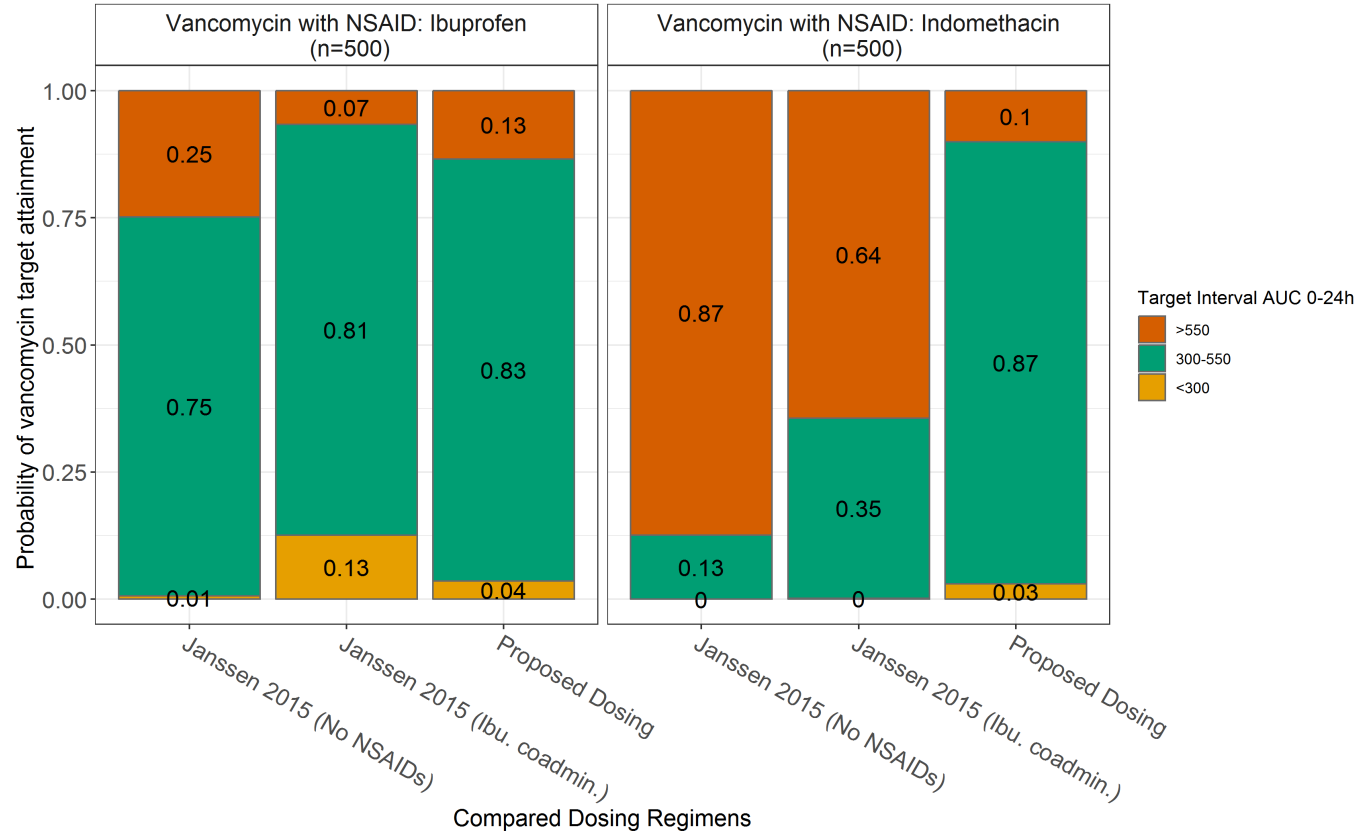 Vancomycin with NSAID: Ibuprofen
(n=500)
Vancomycin with NSAID: Indomethacin
(n=500)
Probability of vancomycin target attainment
1.00
0.75
0.50
0.25
0.00
0.25
0.75
0.01
0.07
0.81
0.13
0.13
0.83
0.04
0.87
0.13
0
0.64
0.35
0
0.1
0.87
0.03
Janssen 2015 (No NSAIDs)
Janssen 2015 (Ibu. coadmin.)
Proposed Dosing
Janssen 2015 (No NSAIDs)
Janssen 2015 (Ibu. coadmin.)
Proposed Dosing
Compared Dosing Regimens
Target Interval AUC 0-24h
>550
300-550
<300